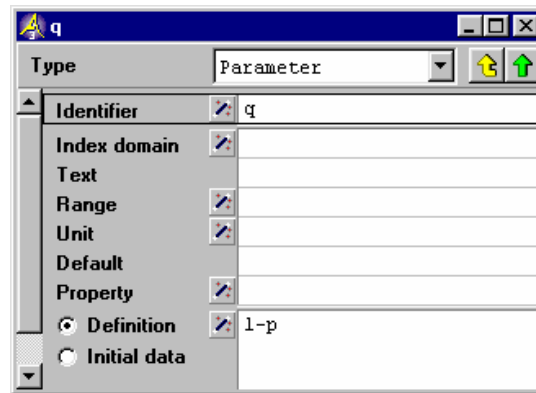 q
Type Parameter
Identifier q
Index domain
Text
Range
Unit
Default
Property
Definition 1-p
Initial data